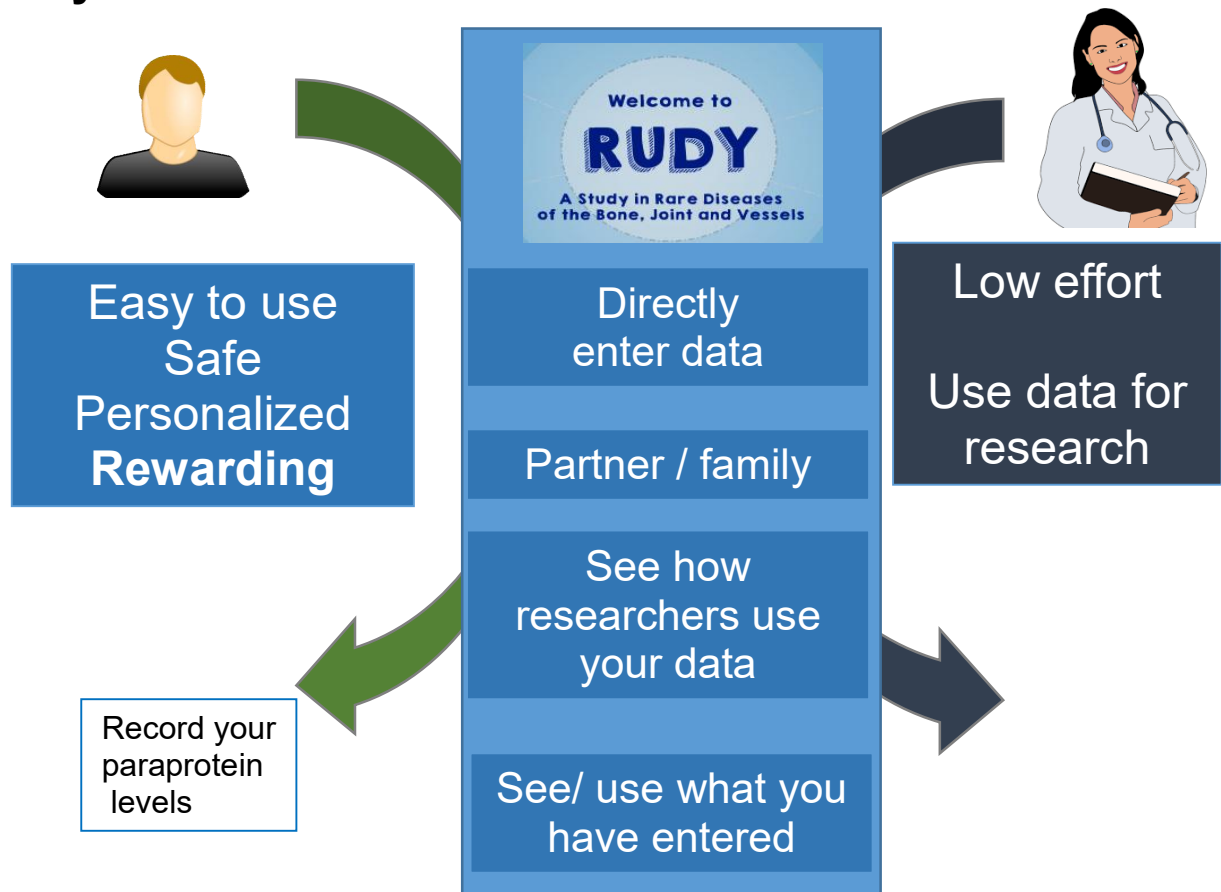 Welcome to
RUDY
A Study in Rare Diseases
of the Bone, Joint and Vessels
Easy to use
Safe
Personalized
Rewarding
Directly
enter data
Partner / family
See how
researchers use
your data
See/ use what you
have entered
Low effort
Use data for
research
Record your
paraprotein
levels